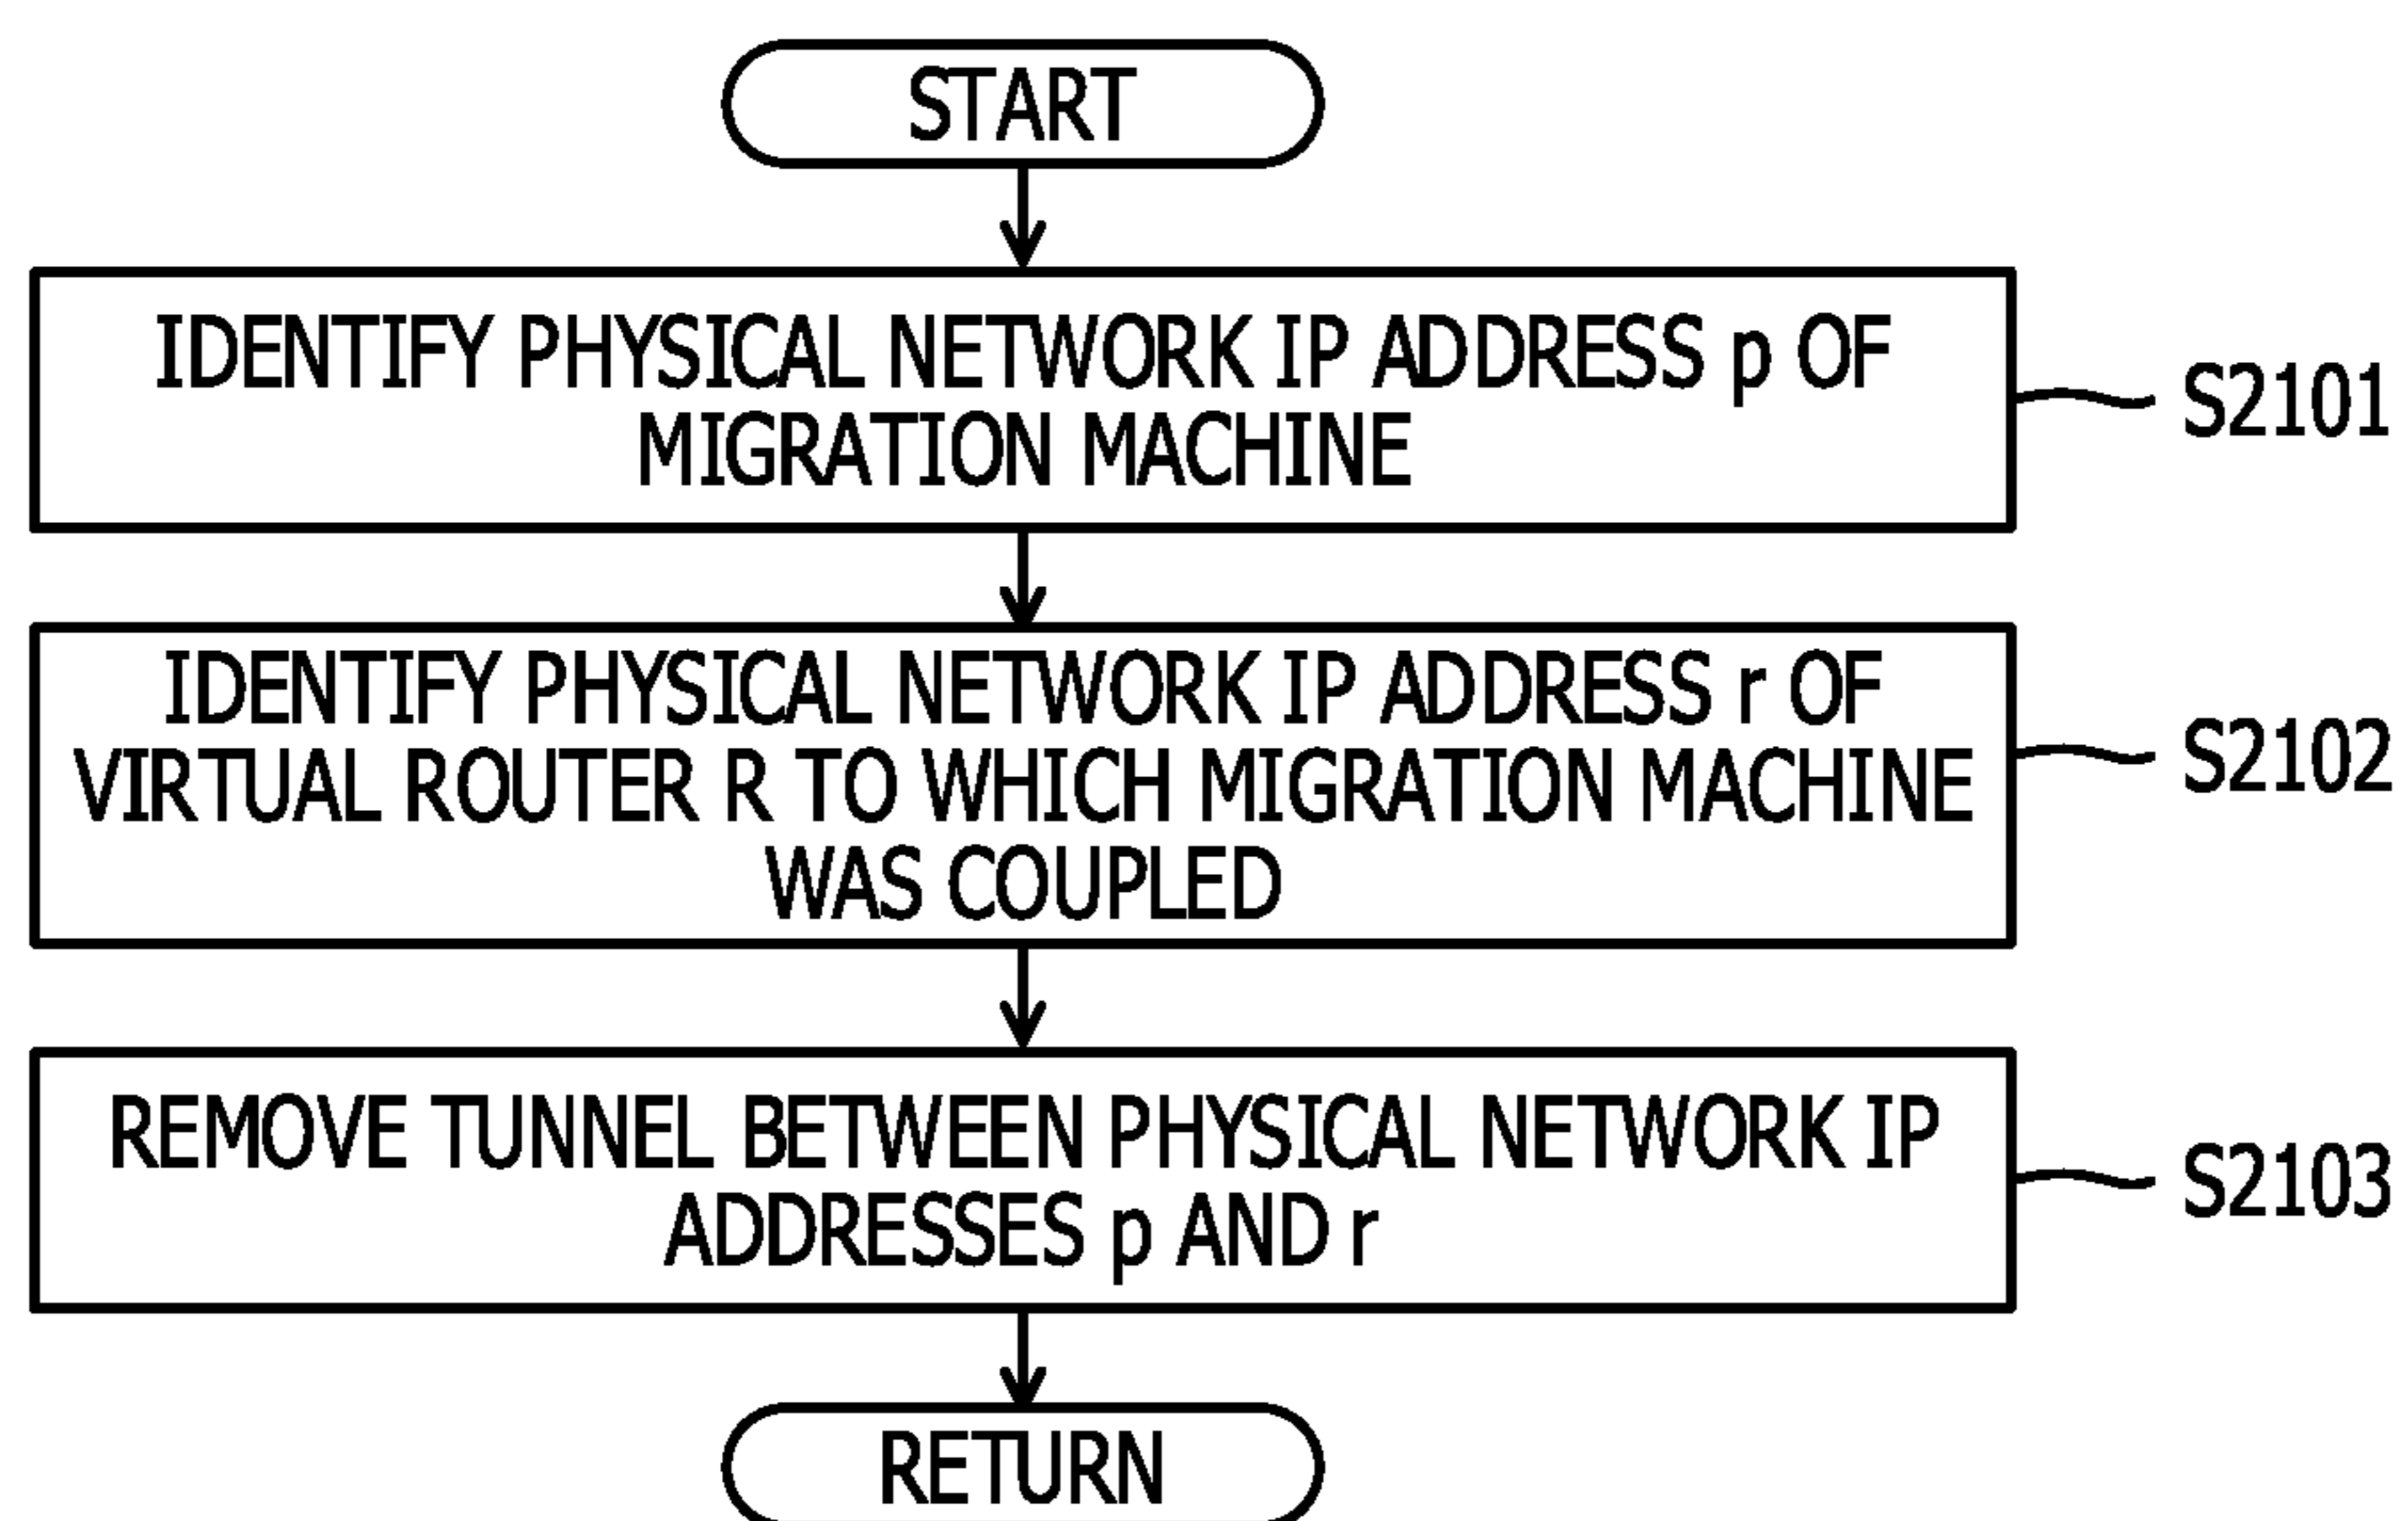 START
IDENTIFY PHYSICAL NETWORK IP ADDRESS p OF
MIGRATION MACHINE
S2101
IDENTIFY PHYSICAL NETWORK IP ADDRESS r OF
VIRTUAL ROUTER R TO WHICH MIGRATION MACHINE
WAS COUPLED
S2102
REMOVE TUNNEL BETWEEN PHYSICAL NETWORK IP
ADDRESSES p AND r
S2103
RETURN